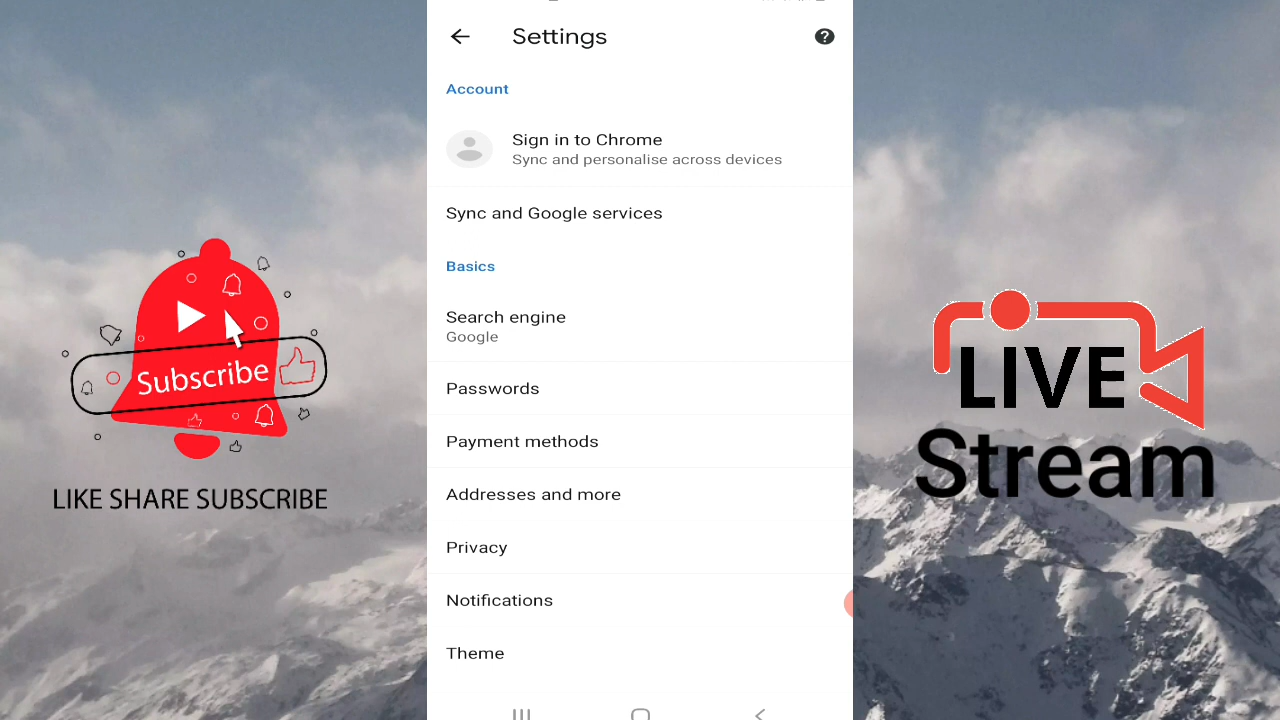 Settings
Account
Sign in to Chrome
Sync and personalise across devices
Sync and Google services
Basics
Search engine
Google
Passwords
Payment methods
Addresses and more
Privacy
Notifications
Theme
Subscribe
LIKE SHARE SUBSCRIBE
LIVE
Stream